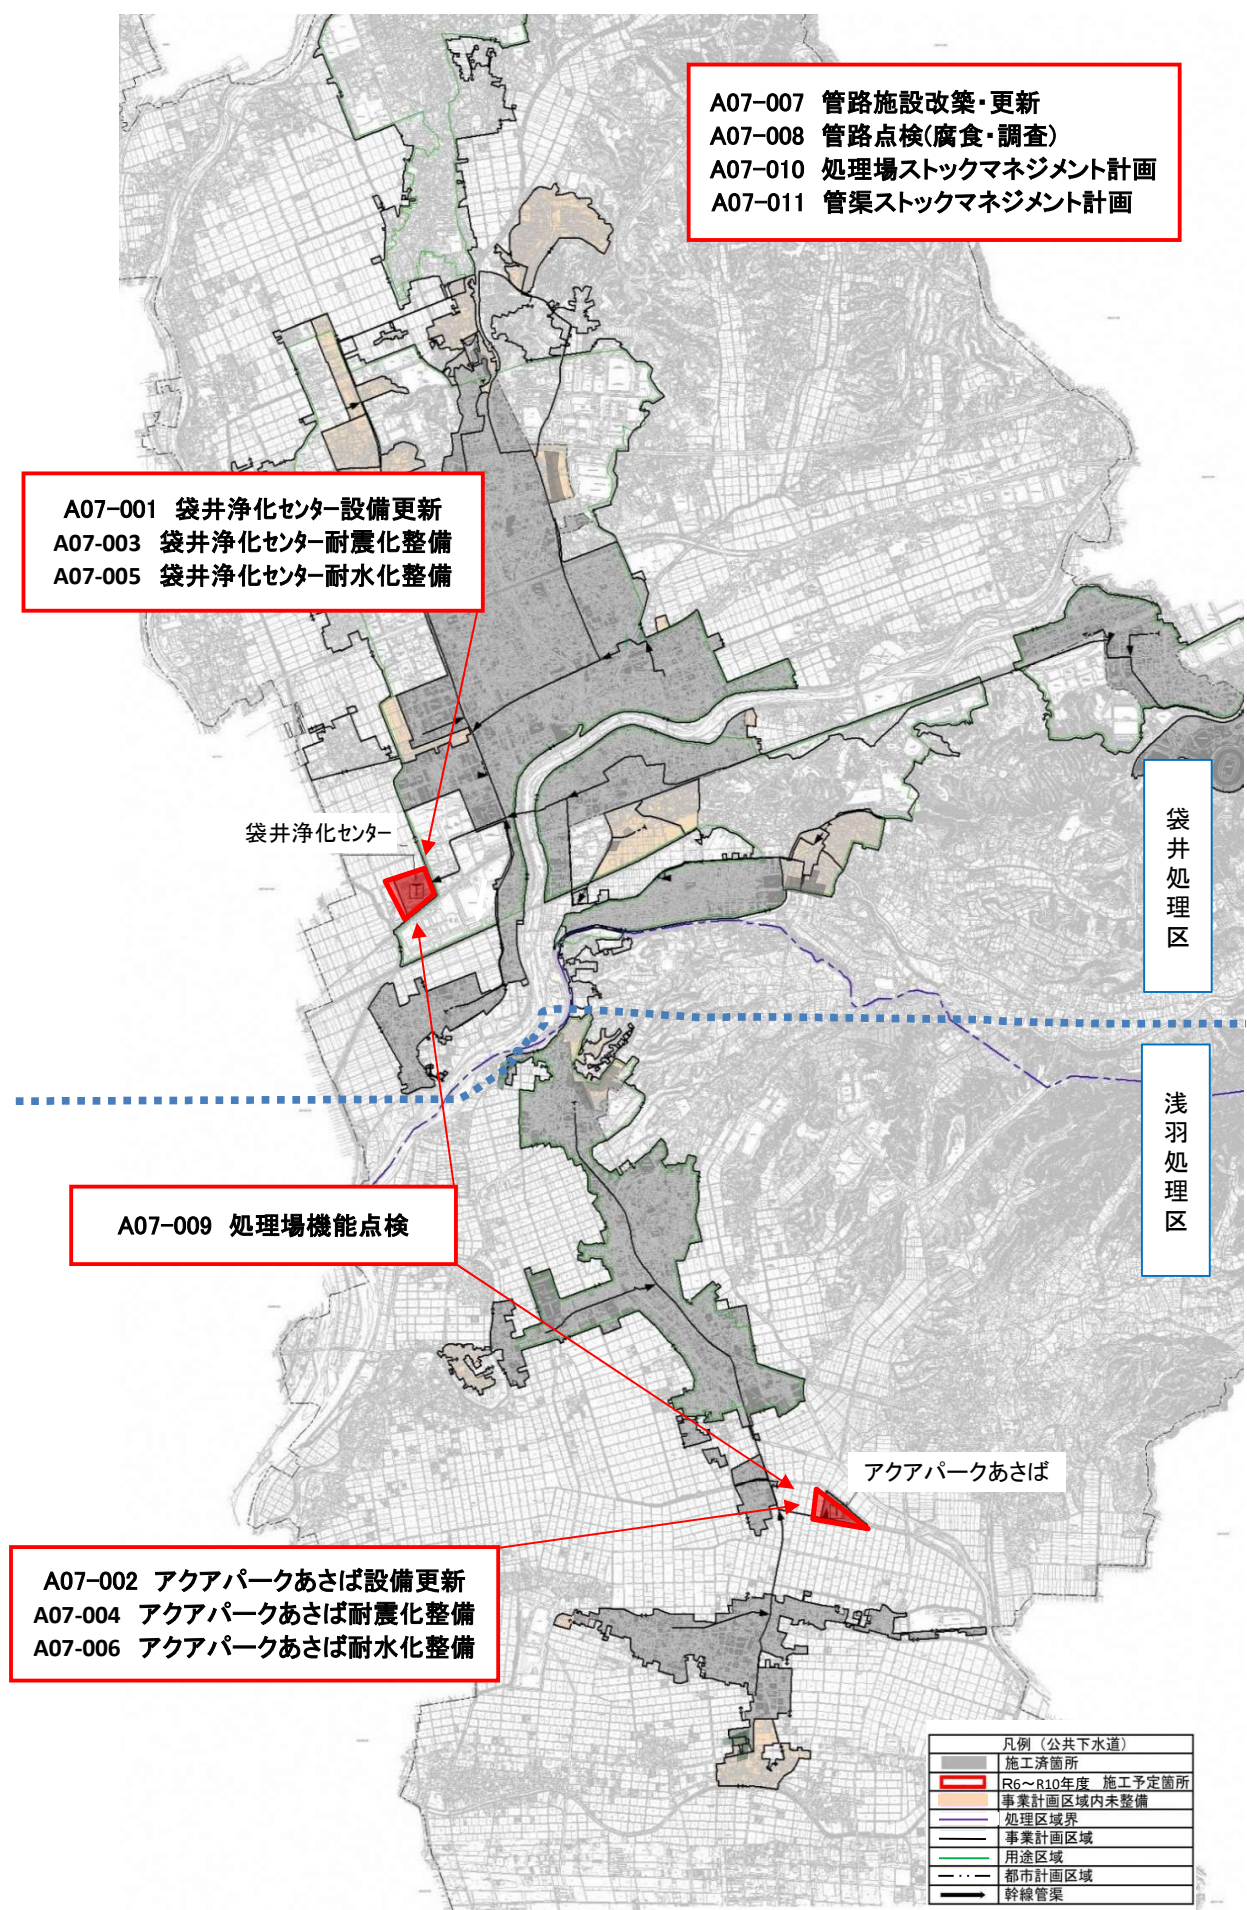 A07-007 管路施設改築・更新
A07-008 管路点検(腐食・調査)
A07-010 処理場ストックマネジメント計画
A07-011 管渠ストックマネジメント計画
A07-001 袋井浄化センター設備更新
A07-003 袋井浄化センター耐震化整備
A07-005 袋井浄化センター耐水化整備
袋井浄化センター
袋井処理区
浅羽処理区
A07-009 処理場機能点検
アクアパークあさば
A07-002 アクアパークあさば設備更新
A07-004 アクアパークあさば耐震化整備
A07-006 アクアパークあさば耐水化整備
凡例（公共下水道）
施工済箇所
R6～R10年度 施工予定箇所
事業計画区域内未整備
処理区域界
事業計画区域
用途区域
都市計画区域
幹線管渠